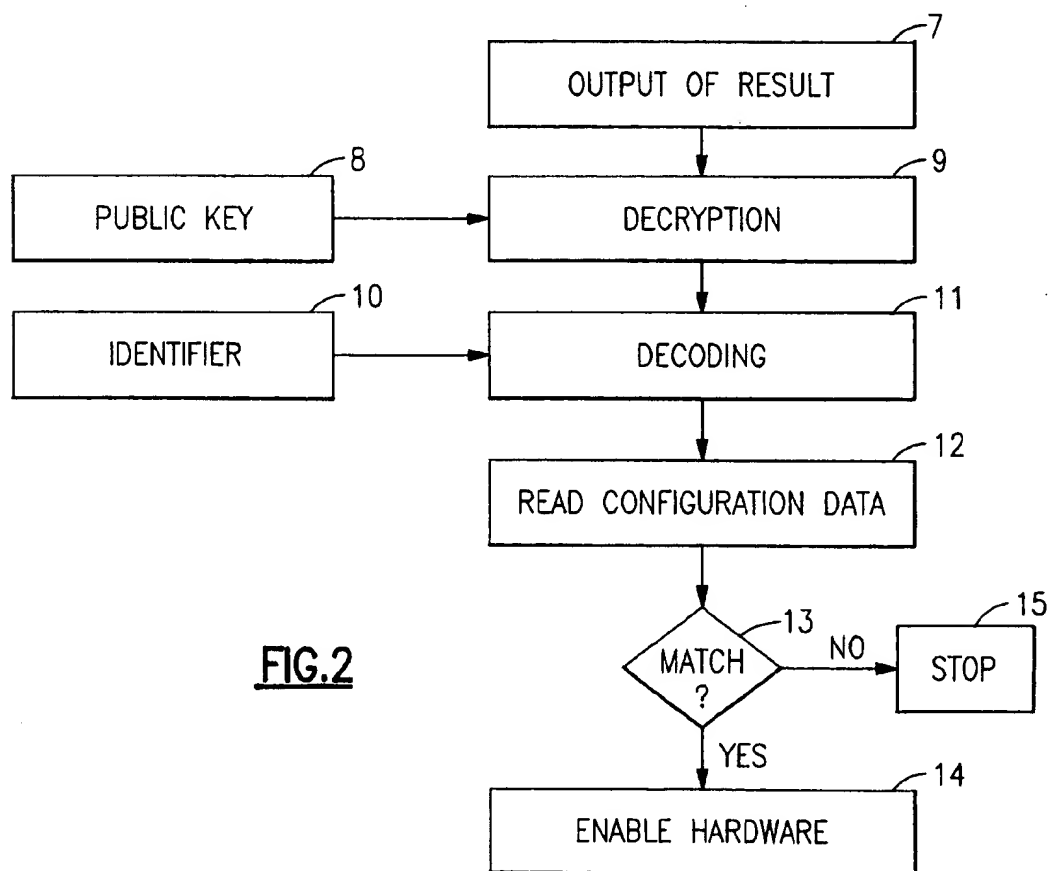 7
OUTPUT OF RESULT
8
9
PUBLIC KEY
DECRYPTION
10
11
IDENTIFIER
DECODING
12
READ CONFIGURATION DATA
13
15
MATCH
?
NO
STOP
FIG.2
YES
14
ENABLE HARDWARE